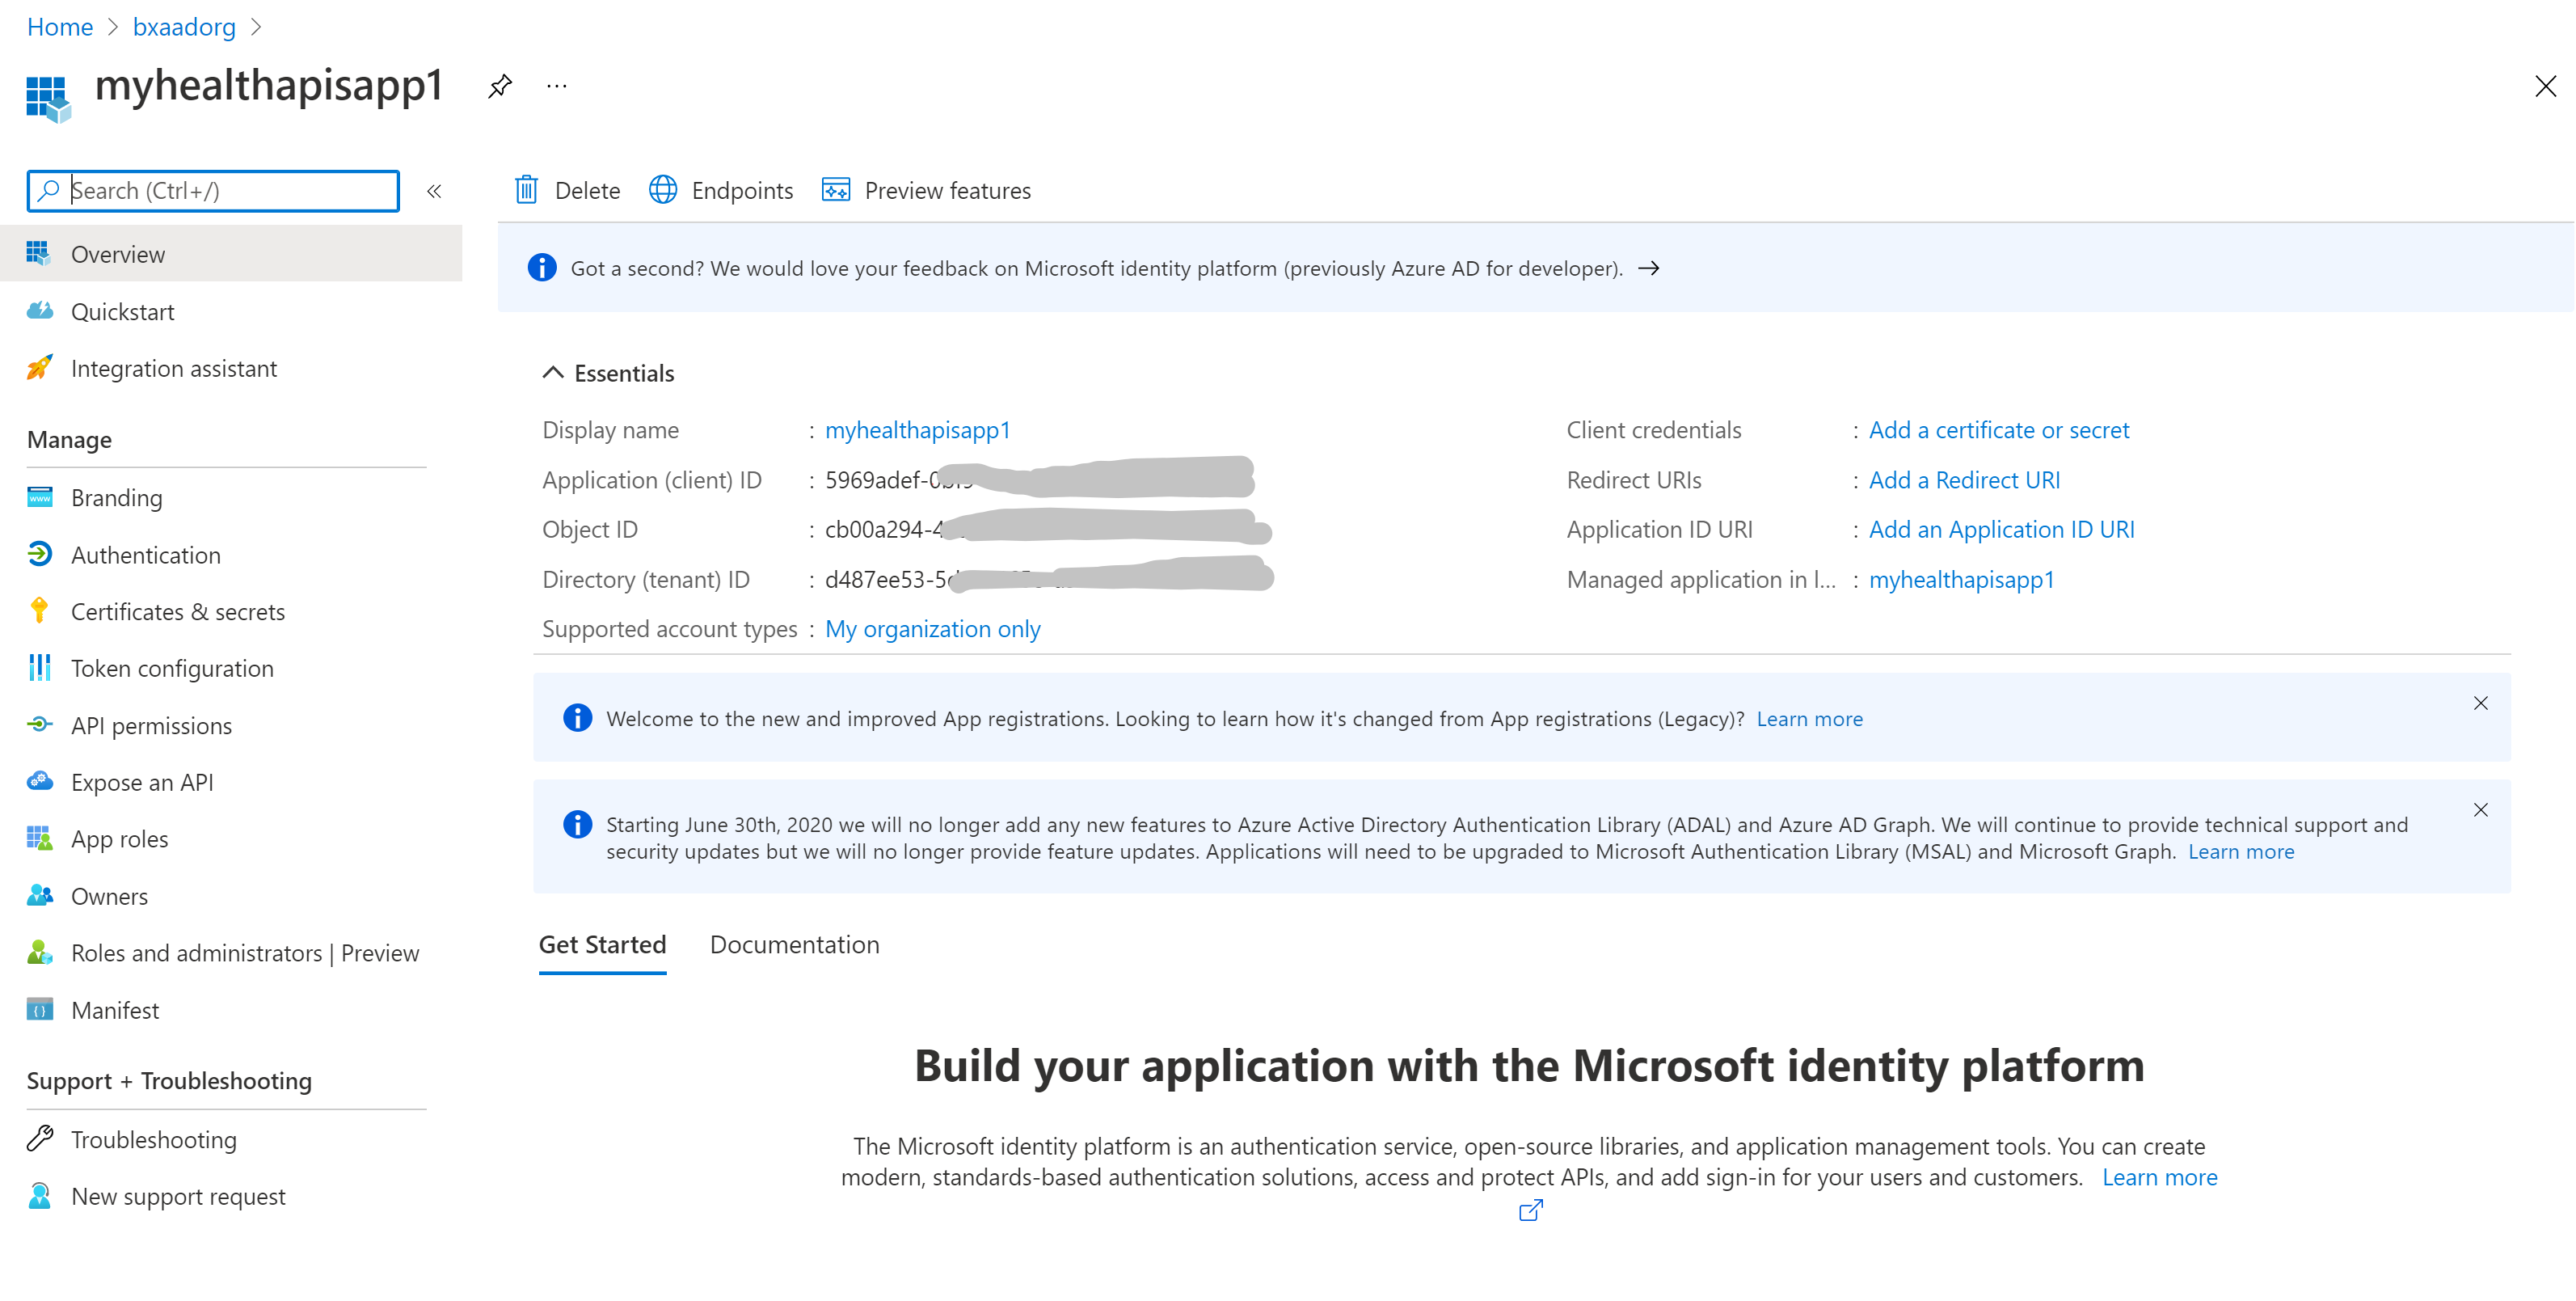 Home > bxaadorg >
myhealthapisapp1 ...
Search (Ctrl+/) «
Overview
Quickstart
Integration assistant
Manage
Branding
Authentication
Certificates & secrets
Token configuration
API permissions
Expose an API
App roles
Owners
Roles and administrators | Preview
Manifest
Support + Troubleshooting
Troubleshooting
New support request
Delete Endpoints Preview features
Got a second? We would love your feedback on Microsoft identity platform (previously Azure AD for developer). →
Essentials
Display name : myhealthapisapp1
Application (client) ID : 5969adef-
Object ID : cb00a294-
Directory (tenant) ID : d487ee53-
Supported account types : My organization only
Client credentials : Add a certificate or secret
Redirect URIs : Add a Redirect URI
Application ID URI : Add an Application ID URI
Managed application in l... : myhealthapisapp1
Welcome to the new and improved App registrations. Looking to learn how it's changed from App registrations (Legacy)? Learn more
Starting June 30th, 2020 we will no longer add any new features to Azure Active Directory Authentication Library (ADAL) and Azure AD Graph. We will continue to provide technical support and
security updates but we will no longer provide feature updates. Applications will need to be upgraded to Microsoft Authentication Library (MSAL) and Microsoft Graph. Learn more
Get Started Documentation
Build your application with the Microsoft identity platform
The Microsoft identity platform is an authentication service, open-source libraries, and application management tools. You can create
modern, standards-based authentication solutions, access and protect APIs, and add sign-in for your users and customers. Learn more